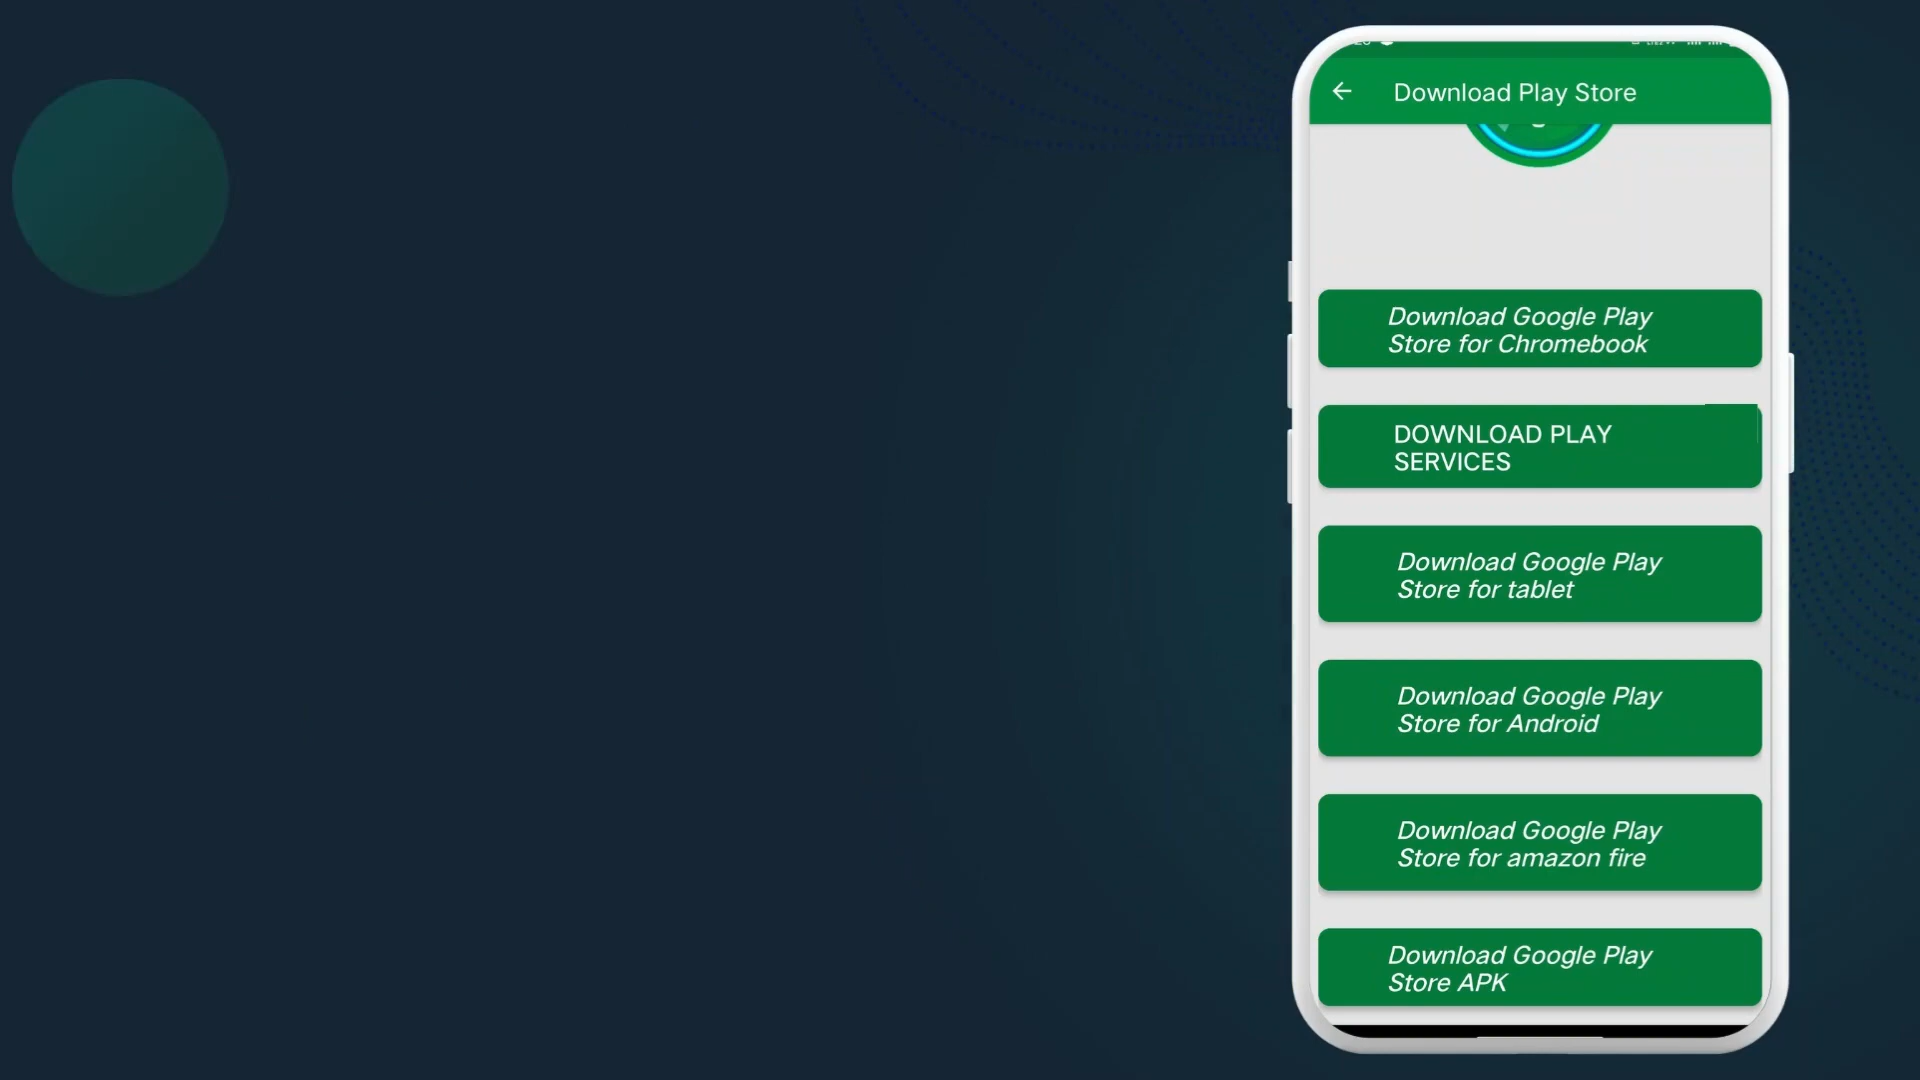 Download Play Store
Download Google Play
Store for Chromebook
DOWNLOAD PLAY
SERVICES
Download Google Play
Store for tablet
Download Google Play
Store for Android
Download Google Play
Store for amazon fire
Download Google Play
Store APK